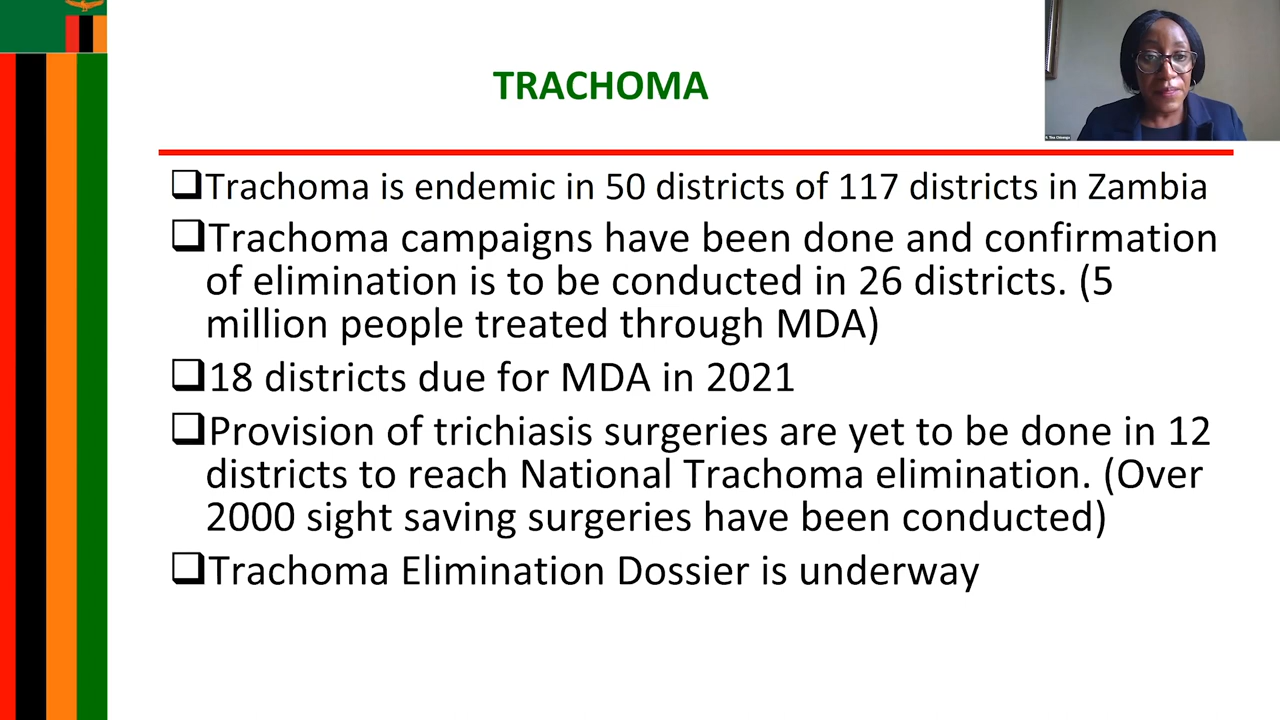 TRACHOMA
Trachoma is endemic in 50 districts of 117 districts in Zambia
Trachoma campaigns have been done and confirmation
of elimination is to be conducted in 26 districts. (5
million people treated through MDA)
18 districts due for MDA in 2021
Provision of trichiasis surgeries are yet to be done in 12
districts to reach National Trachoma elimination. (Over
2000 sight saving surgeries have been conducted)
Trachoma Elimination Dossier is underway